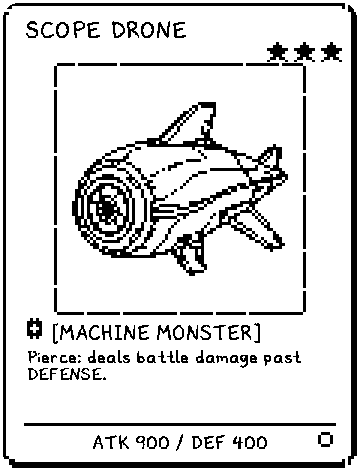 SCOPE DRONE
[MACHINE MONSTER]
Pierce: deals battle damage past
DEFENSE.
ATK 900 / DEF 400